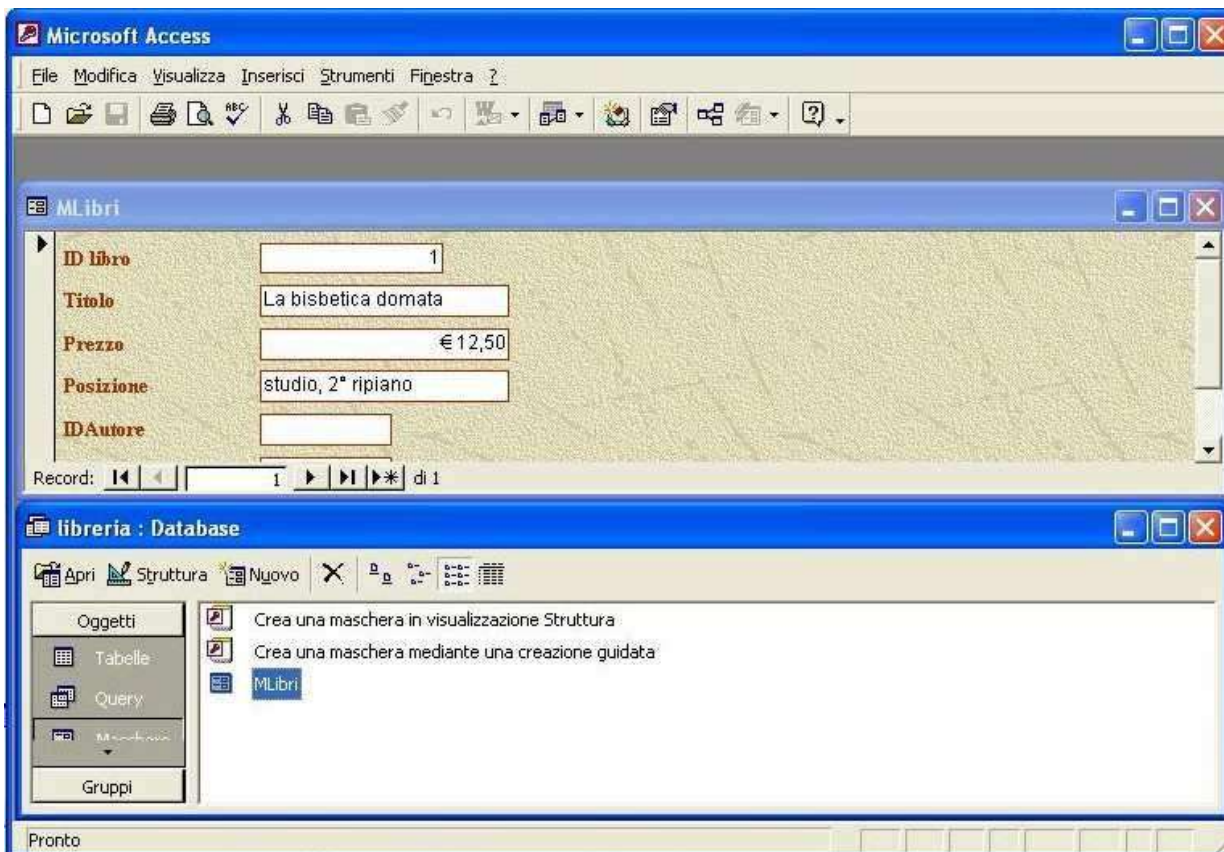 Microsoft Access
File Modifica Visualizza Inserisci Strumenti Finestra ?
MLibri
ID libro 1
Titolo La bisbetica domata
Prezzo € 12,50
Posizione studio, 2° ripiano
IDAutore
Record: 1 di 1
libreria : Database
Apri Struttura Nuovo
Oggetti
Crea una maschera in visualizzazione Struttura
Tabelle
Crea una maschera mediante una creazione guidata
Query
MLibri
Maschere
Gruppi
Pronto